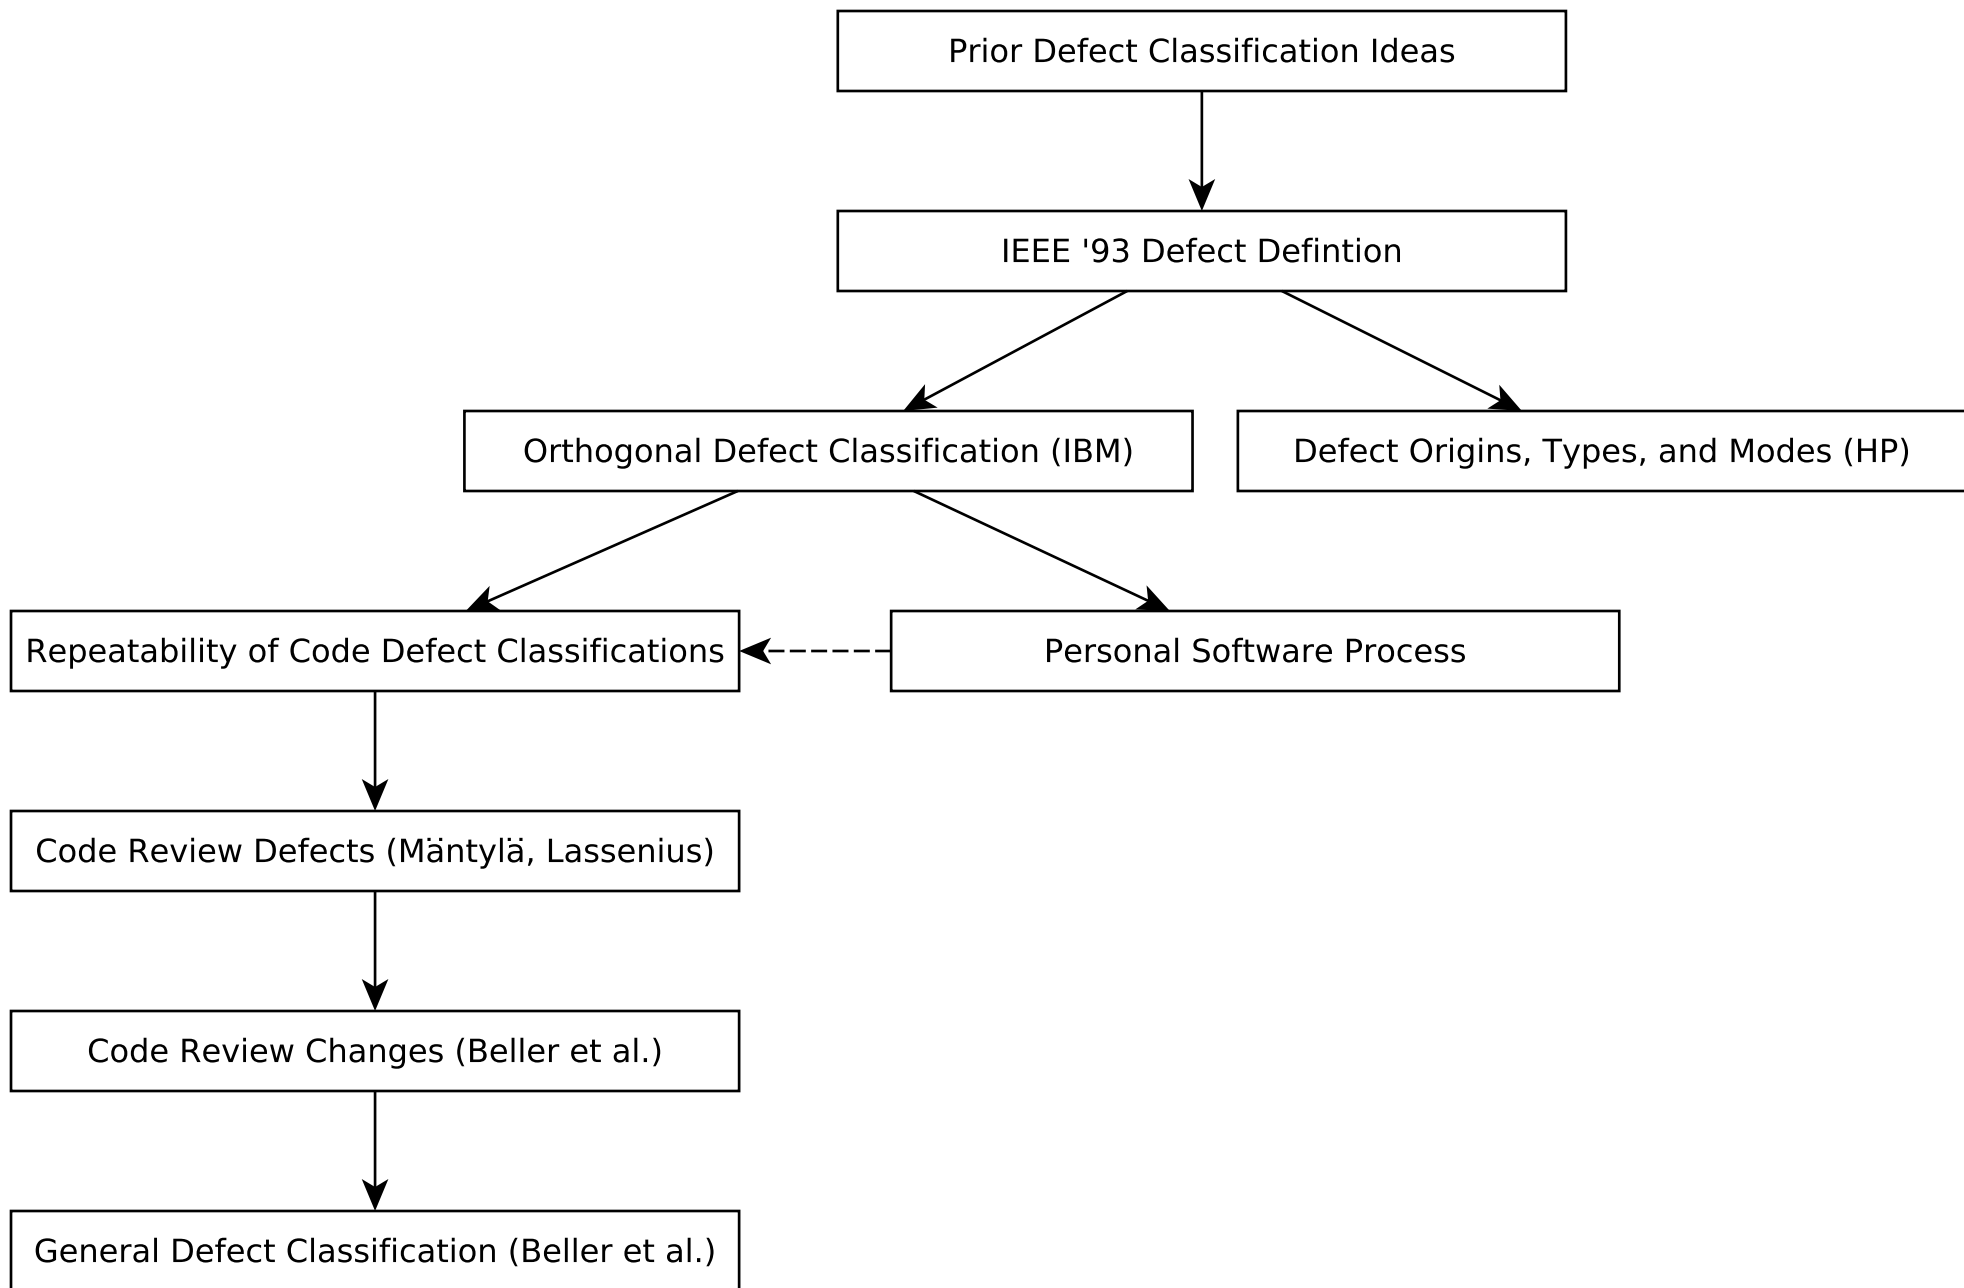 Prior Defect Classification Ideas
IEEE '93 Defect Defintion
Orthogonal Defect Classification (IBM)
Defect Origins, Types, and Modes (HP)
Repeatability of Code Defect Classifications
Personal Software Process
Code Review Defects (Mäntylä, Lassenius)
Code Review Changes (Beller et al.)
General Defect Classification (Beller et al.)